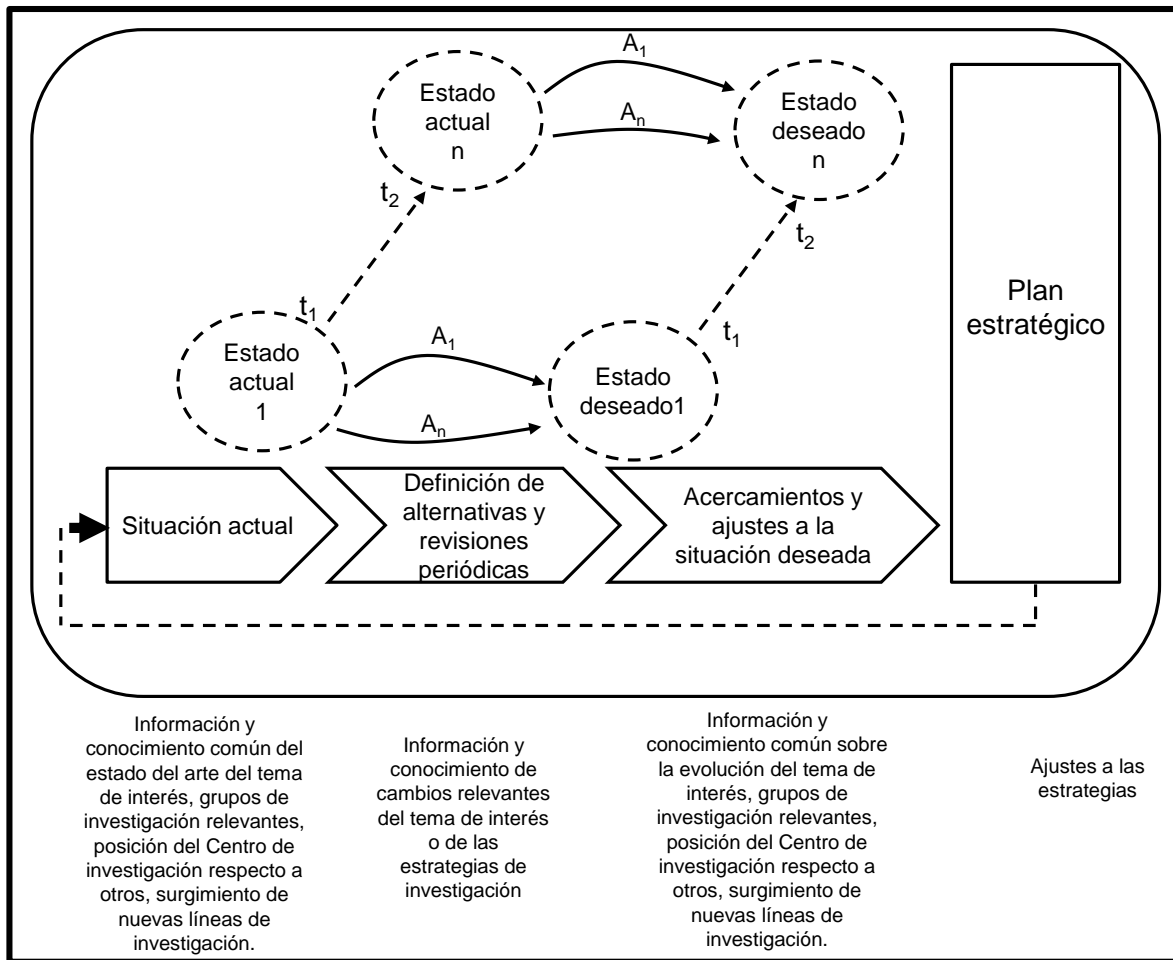 A1
Estado
actual
n
An
Estado
deseado
n
t2
t2
t1
t1
Estado
actual
1
A1
An
Estado
deseado1
Plan
estratégico
Situación actual
Definición de
alternativas y
revisiones
periódicas
Acercamientos y
ajustes a la
situación deseada
Información y
conocimiento común del
estado del arte del tema
de interés, grupos de
investigación relevantes,
posición del Centro de
investigación respecto a
otros, surgimiento de
nuevas líneas de
investigación.
Información y
conocimiento de
cambios relevantes
del tema de interés
o de las
estrategias de
investigación
Información y
conocimiento común sobre
la evolución del tema de
interés, grupos de
investigación relevantes,
posición del Centro de
investigación respecto a
otros, surgimiento de
nuevas líneas de
investigación.
Ajustes a las
estrategias